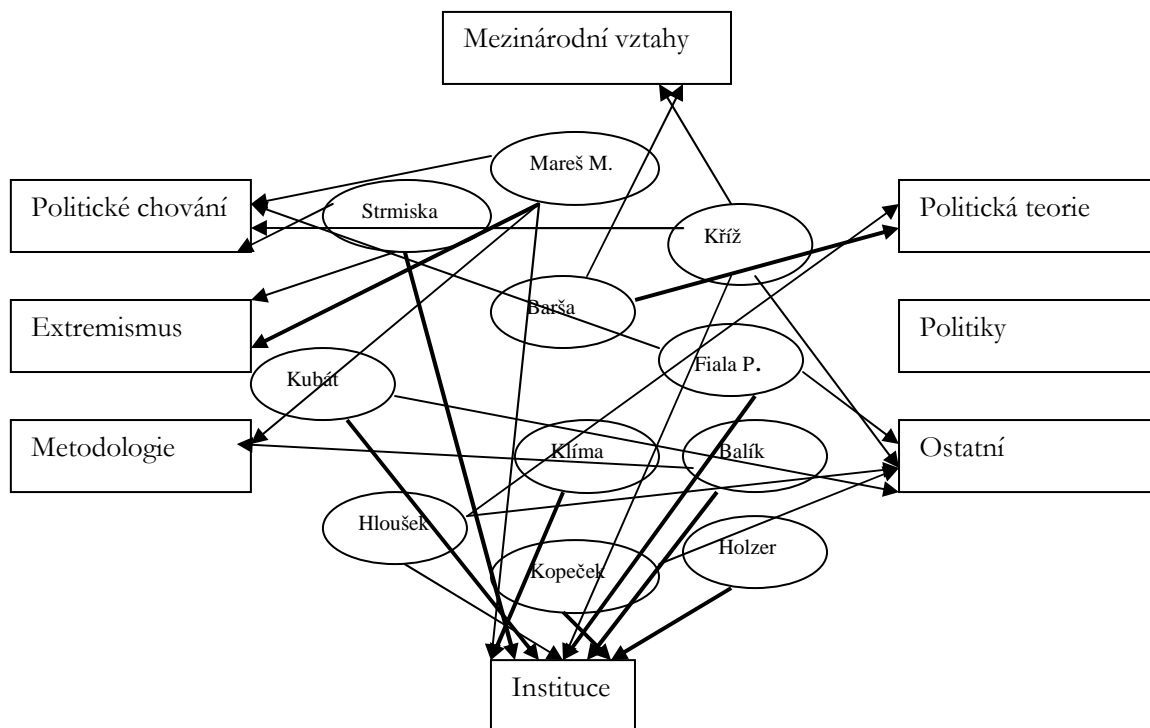 Mezinárodní vztahy
Mareš M.
Politické chování
Strmiska
Kříž
Politická teorie
Extremismus
Barša
Politiky
Kubát
Fiala P.
Metodologie
Klíma
Balík
Ostatní
Hloušek
Kopeček
Holzer
Instituce